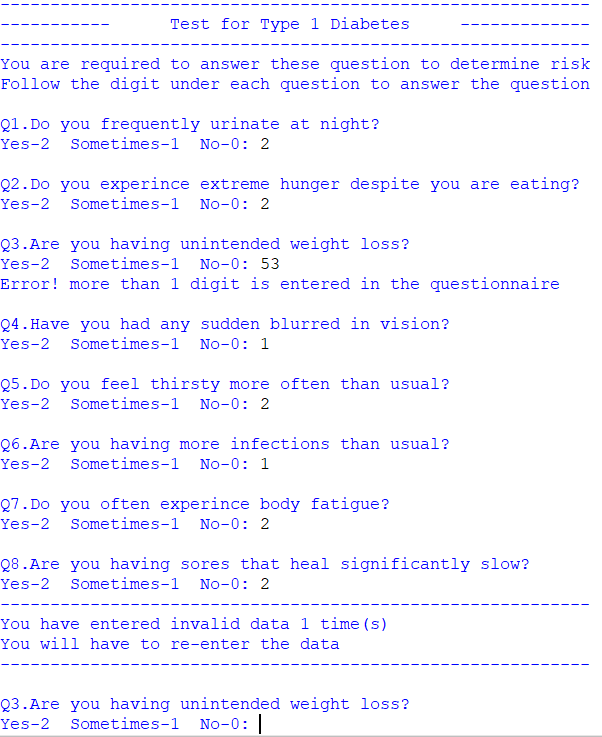 -----------------------------------------------------------
-----------      Test for Type 1 Diabetes     -------------
-----------------------------------------------------------
You are required to answer these question to determine risk
Follow the digit under each question to answer the question

Q1.Do you frequently urinate at night?
Yes-2  Sometimes-1  No-0: 2

Q2.Do you experince extreme hunger despite you are eating?
Yes-2  Sometimes-1  No-0: 2

Q3.Are you having unintended weight loss?
Yes-2  Sometimes-1  No-0: 53
Error! more than 1 digit is entered in the questionnaire

Q4.Have you had any sudden blurred in vision?
Yes-2  Sometimes-1  No-0: 1

Q5.Do you feel thirsty more often than usual?
Yes-2  Sometimes-1  No-0: 2

Q6.Are you having more infections than usual?
Yes-2  Sometimes-1  No-0: 1

Q7.Do you often experince body fatigue?
Yes-2  Sometimes-1  No-0: 2

Q8.Are you having sores that heal significantly slow?
Yes-2  Sometimes-1  No-0: 2
-----------------------------------------------------------
You have entered invalid data 1 time(s)
You will have to re-enter the data
-----------------------------------------------------------

Q3.Are you having unintended weight loss?
Yes-2  Sometimes-1  No-0: